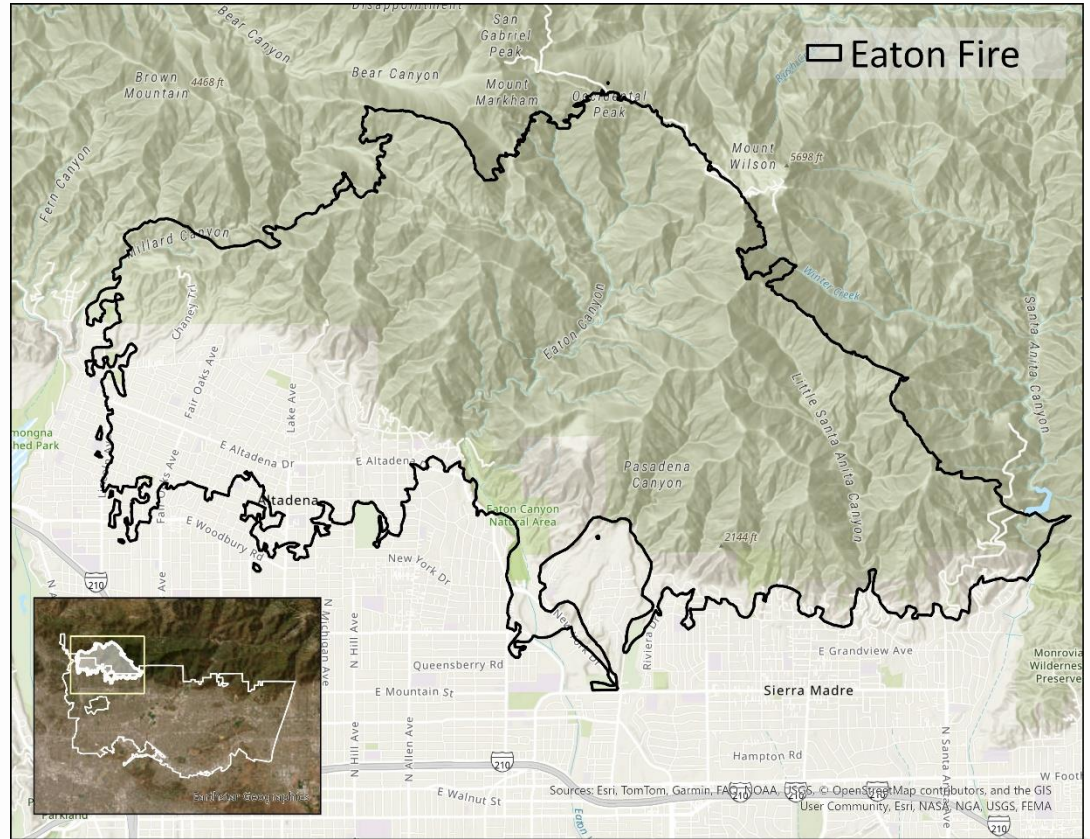 Disappointment
Bear Canyon
San
Gabriel
Peak
Eaton Fire
Brown
Mountain
4468 ft
Bear Canyon
Mount
Markham
Occidental
Peak
Mount
Wilson
5698 ft
Fern Canyon
Millard Canyon
Chaney Trl
Winter Creek
Santa Anita Canyon
Eaton Canyon
Fair Oaks Ave
Lake Ave
Little Santa Anita Canyon
E Altadena Dr
E Altadena
Pasadena
Canyon
Altadena
Eaton Canyon
Natural Area
E Woodbury Rd
2144 ft
New York Dr
210
Ave
N Michigan Ave
N Hill Ave
Riviera Dr
E Grandview Ave
Queensberry Rd
Monrovia
Wilderness
Preserve
E Mountain St
Sierra Madre
N Hill Ave
N Allen Ave
Hampton Rd
210
210
210
210
E Walnut St
Earthstar Geographics
Sources: Esri, TomTom, Garmin, FAO, NOAA, USGS, © OpenStreetMap contributors, and the GIS
User Community, Esri, NASA, NGA, USGS, FEMA